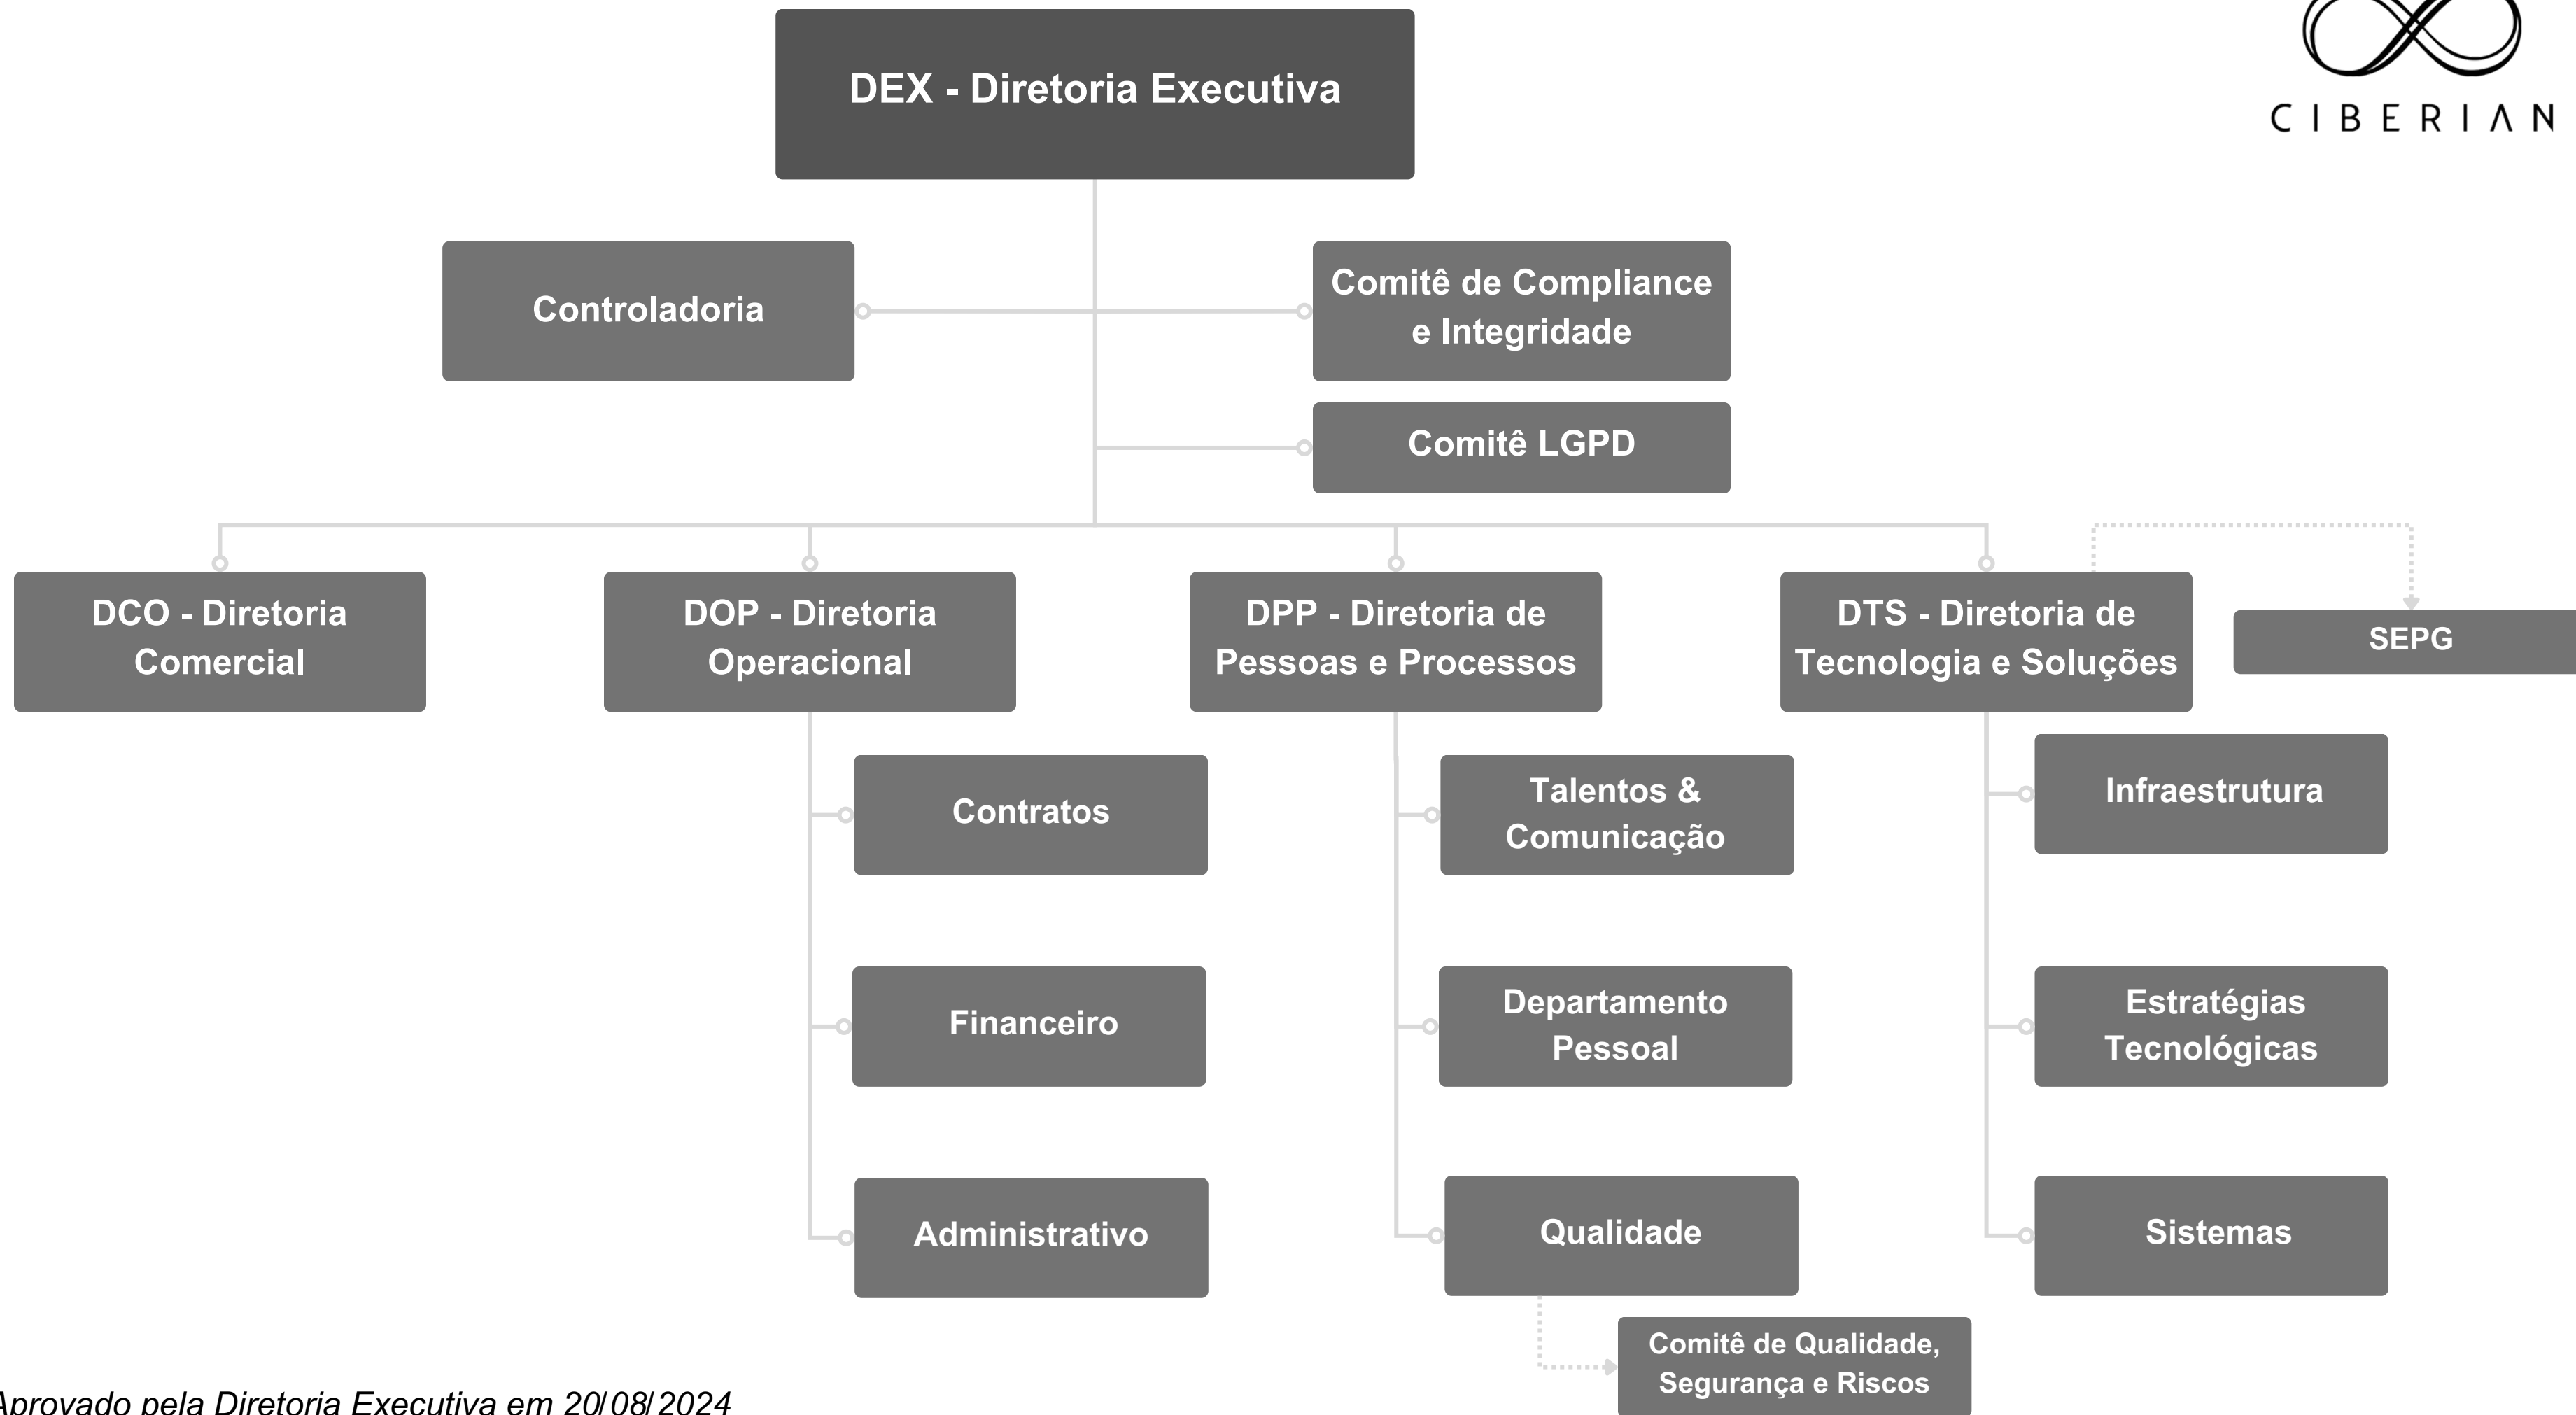 DEX - Diretoria Executiva
CIBERIAN
Controladoria
Comitê de Compliance
e Integridade
Comitê LGPD
DCO - Diretoria
Comercial
DOP - Diretoria
Operacional
DPP - Diretoria de
Pessoas e Processos
DTS - Diretoria de
Tecnologia e Soluções
SEPG
Contratos
Financeiro
Administrativo
Talentos &
Comunicação
Departamento
Pessoal
Qualidade
Comitê de Qualidade,
Segurança e Riscos
Infraestrutura
Estratégias
Tecnológicas
Sistemas
Aprovado pela Diretoria Executiva em 20/08/2024